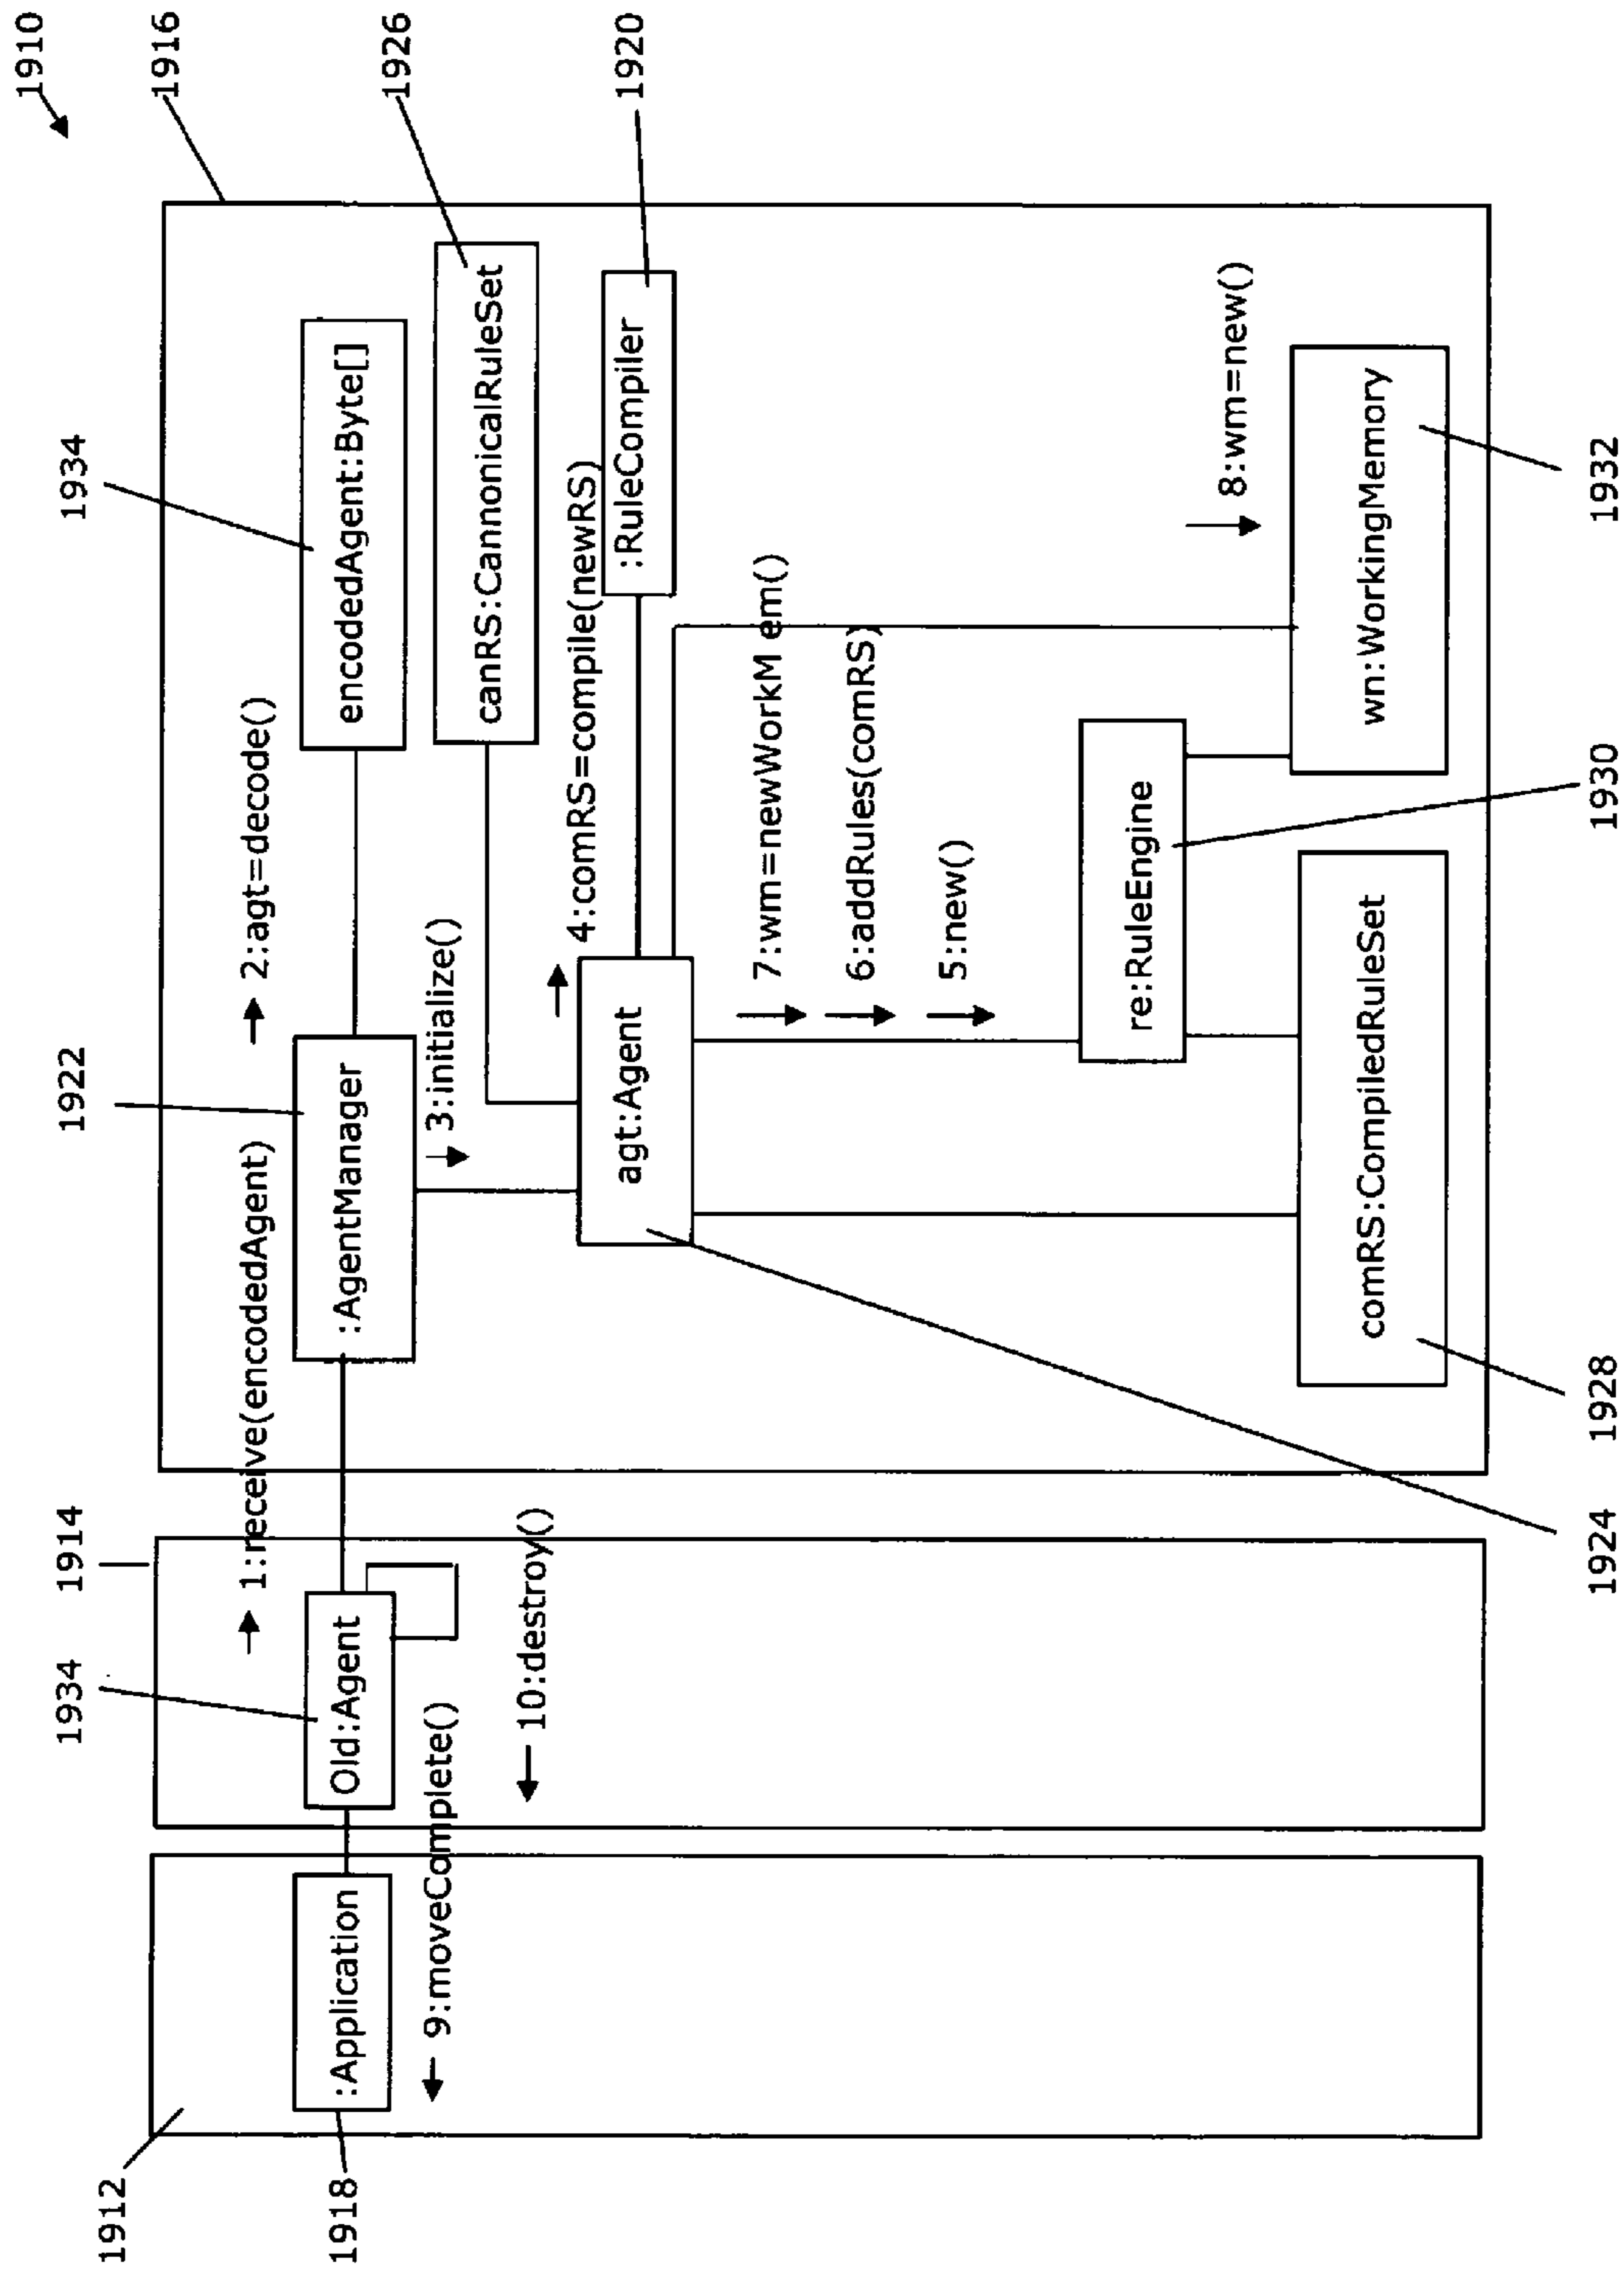 1910
1916
1926
1920
1934
1922
1914
1934
1912
1918
1:receive(encodedAgent)
2:agt=decode()
:Application
Old:Agent
:AgentManager
encodedAgent:Byte[]
9:moveComplete()
3:initialize()
canRS:CannonicalRuleSet
10:destroy()
4:comRS=compile(newRS)
agt:Agent
:RuleCompiler
7:wm=newWorkM em()
6:addRules(comRS)
5:new()
re:RuleEngine
8:wm=new()
comRS:CompiledRuleSet
wn:WorkingMemory
1924
1928
1930
1932